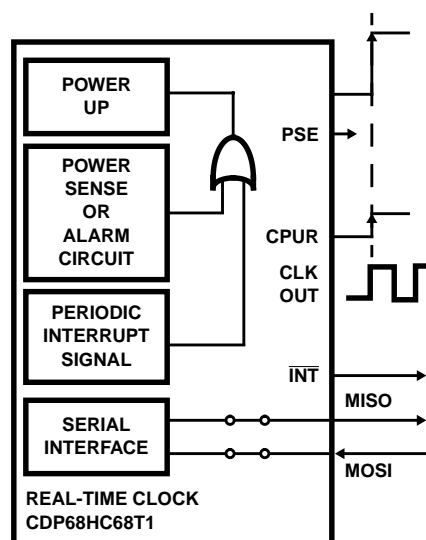 POWER
UP
PSE
POWER
SENSE
OR
ALARM
CIRCUIT
CPUR
CLK
OUT
PERIODIC
INTERRUPT
SIGNAL
INT
MISO
SERIAL
INTERFACE
MOSI
REAL-TIME CLOCK
CDP68HC68T1